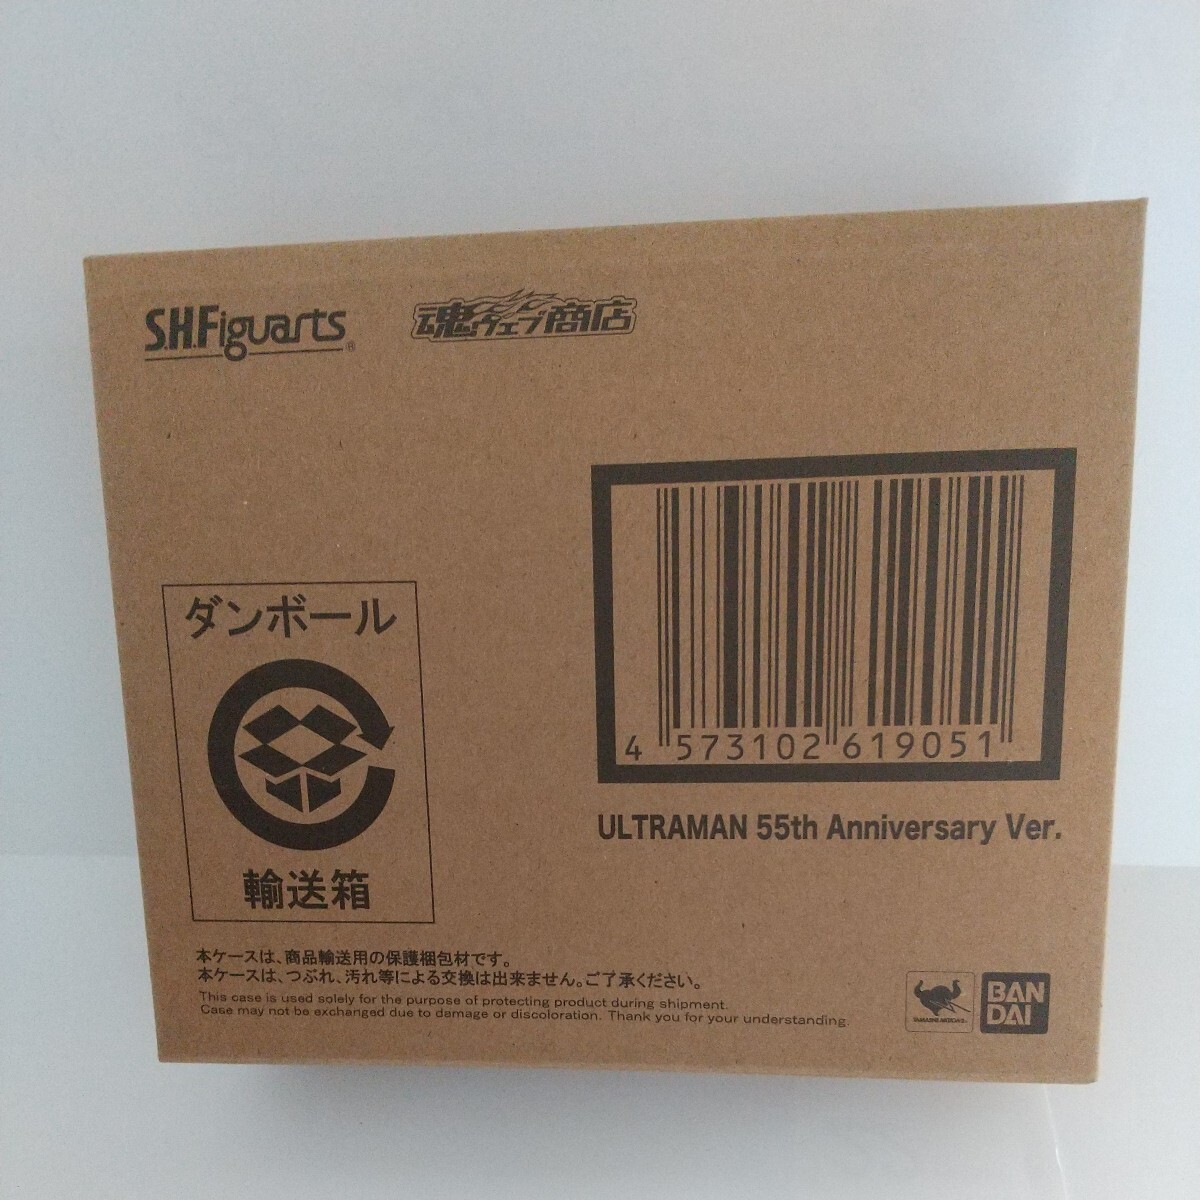 S.H.Figuarts®
魂ウェブ商店
4 573102 619051
ULTRAMAN 55th Anniversary Ver.
ダンボール
輸送箱
本ケースは、商品輸送用の保護梱包材です。
本ケースは、つぶれ、汚れ等による交換は出来ません。ご了承ください。
This case is used solely for the purpose of protecting product during shipment.
Case may not be exchanged due to damage or discoloration. Thank you for your understanding.
BAN
DAI